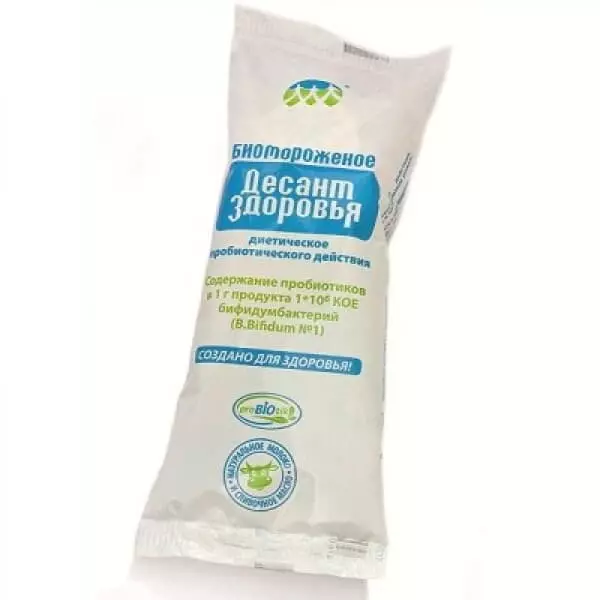 БИОмороженое
Десант
Здоровья
диетическое
пробиотического действия
Содержание пробиотиков
в 1 г продукта 1*10⁶ КОЕ
бифидумбактерий
(B.Bifidum №1)
СОЗДАНО ДЛЯ ЗДОРОВЬЯ!
proBIOtik
НАТУРАЛЬНОЕ МОЛОКО
И СЛИВОЧНОЕ МАСЛО